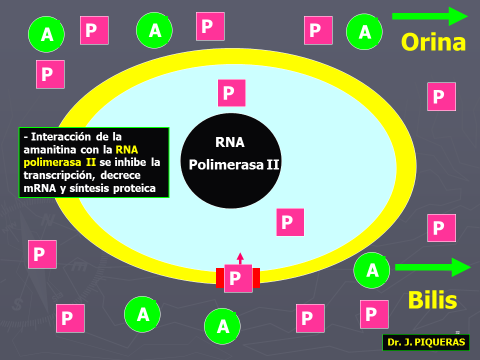 A P A P P A
Orina
P P
P
RNA
Polimerasa II
- Interacción de la
amanitina con la RNA
polimerasa II se inhibe la
transcripción, decrece
mRNA y síntesis proteica
P
P
P
A
P
Bilis
P A A P P
Dr. J. PIQUERAS